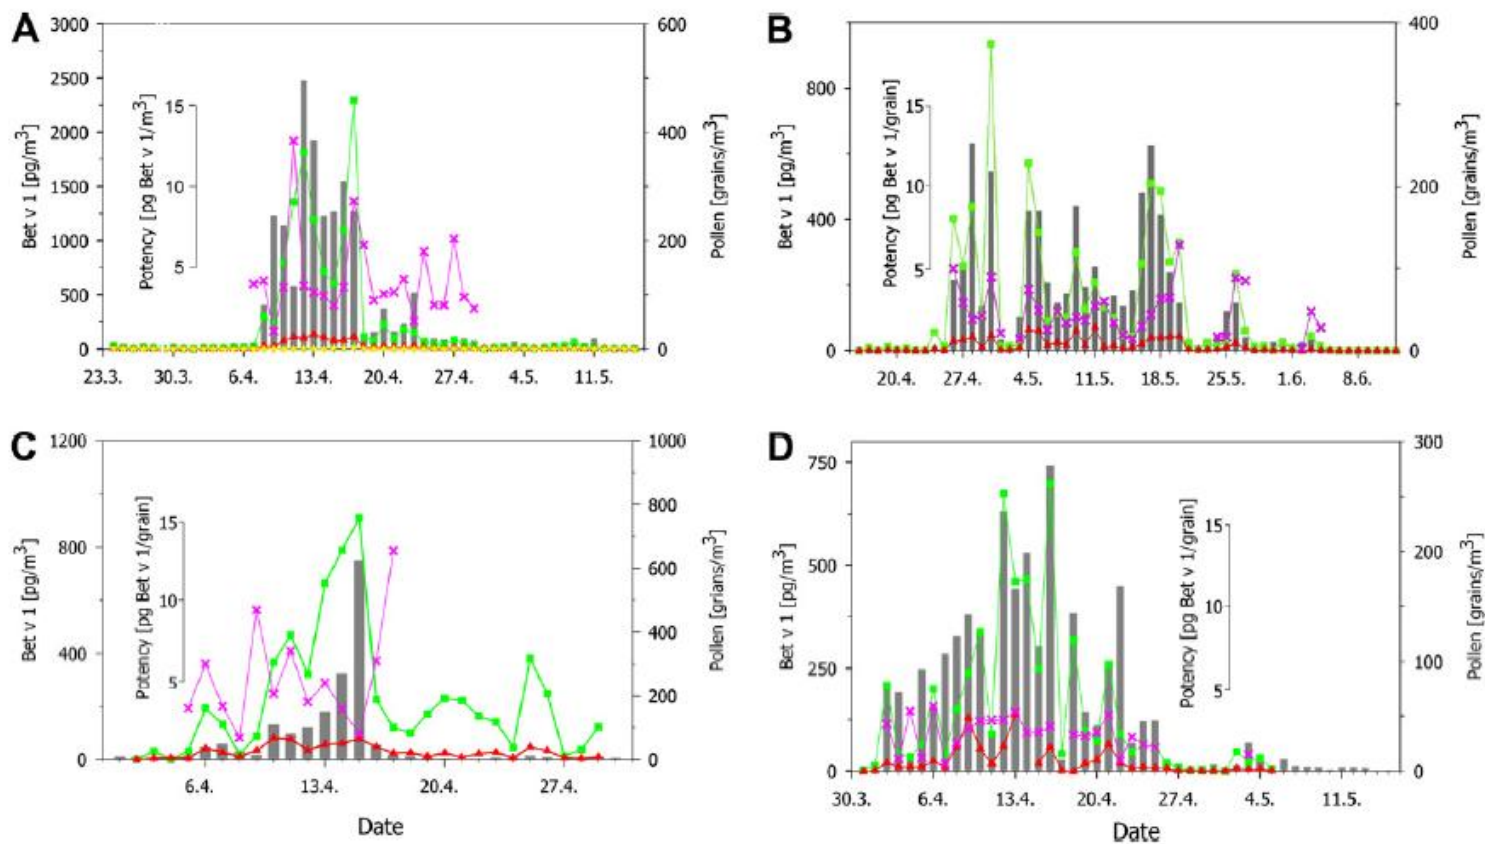 A
3000
2500
2000
1500
1000
500
0
Bet v 1 [pg/m³]
15
10
5
Potency [pg Bet v 1/m³]
600
400
200
0
Pollen [grains/m³]
23.3. 30.3. 6.4. 13.4. 20.4. 27.4. 4.5. 11.5.
B
800
400
0
Bet v 1 [pg/m³]
15
10
5
Potency [pg Bet v 1/grain]
400
200
0
Pollen [grains/m³]
20.4. 27.4. 4.5. 11.5. 18.5. 25.5. 1.6. 8.6.
C
1200
800
400
0
Bet v 1 [pg/m³]
15
10
5
Potency [pg Bet v 1/grain]
1000
800
600
400
200
0
Pollen [grians/m³]
6.4. 13.4. 20.4. 27.4.
Date
D
750
500
250
0
Bet v 1 [pg/m³]
15
10
5
Potency [pg Bet v 1/grain]
300
200
100
0
Pollen [grains/m³]
30.3. 6.4. 13.4. 20.4. 27.4. 4.5. 11.5.
Date